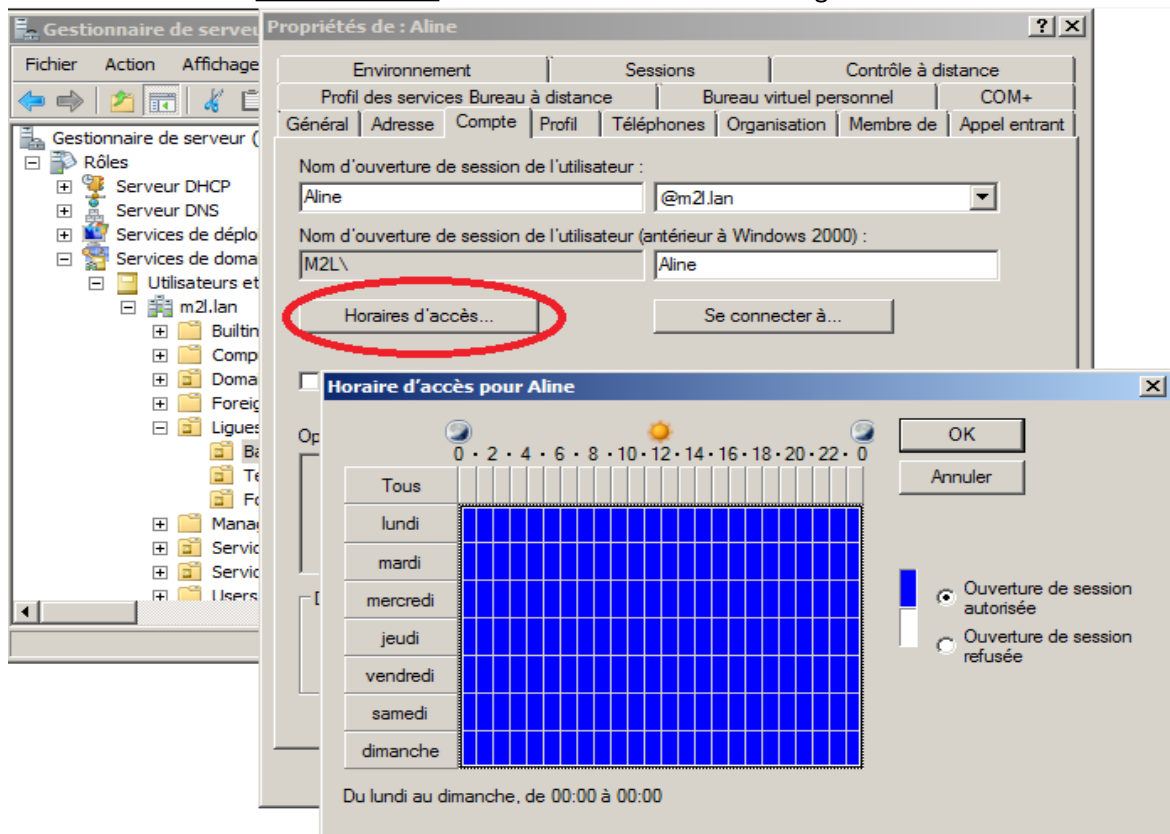 Gestionnaire de serveu
Fichier Action Affichage
Gestionnaire de serveur (
Rôles
Serveur DHCP
Serveur DNS
Services de déplo
Services de doma
Utilisateurs et
m2l.lan
Builtin
Comp
Doma
Foreig
Ligues
Ba
Te
Fo
Manag
Servic
Servic
Users
Propriétés de : Aline
Environnement Sessions Contrôle à distance
Profil des services Bureau à distance Bureau virtuel personnel COM+
Général Adresse Compte Profil Téléphones Organisation Membre de Appel entrant
Nom d'ouverture de session de l'utilisateur :
Aline @m2l.lan
Nom d'ouverture de session de l'utilisateur (antérieur à Windows 2000) :
M2L\ Aline
Horaires d'accès... Se connecter à...
Op
Horaire d'accès pour Aline
0 · 2 · 4 · 6 · 8 · 10 · 12 · 14 · 16 · 18 · 20 · 22 · 0
Tous
lundi
mardi
mercredi
jeudi
vendredi
samedi
dimanche
OK
Annuler
Ouverture de session
autorisée
Ouverture de session
refusée
Du lundi au dimanche, de 00:00 à 00:00